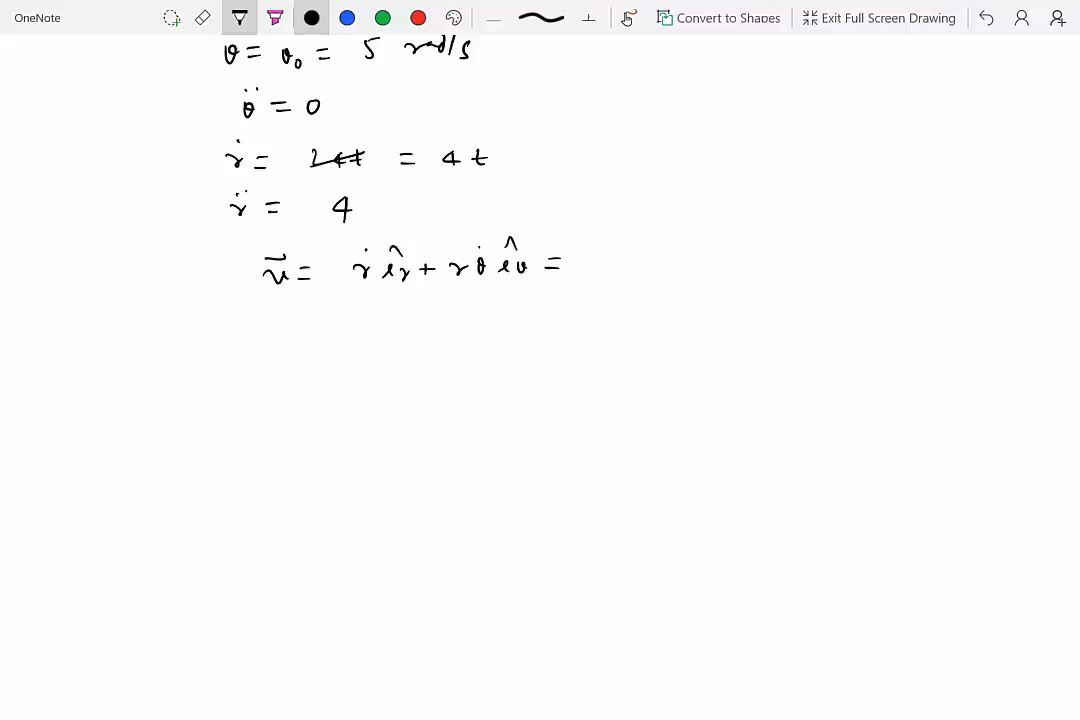 OneNote
Convert to Shapes
Exit Full Screen Drawing
θ = θ₀ = 5 rad/s
θ̈ = 0
ṙ = = 4t
r̈ = 4
v⃗ = ṙ êr + r θ̇ êθ =